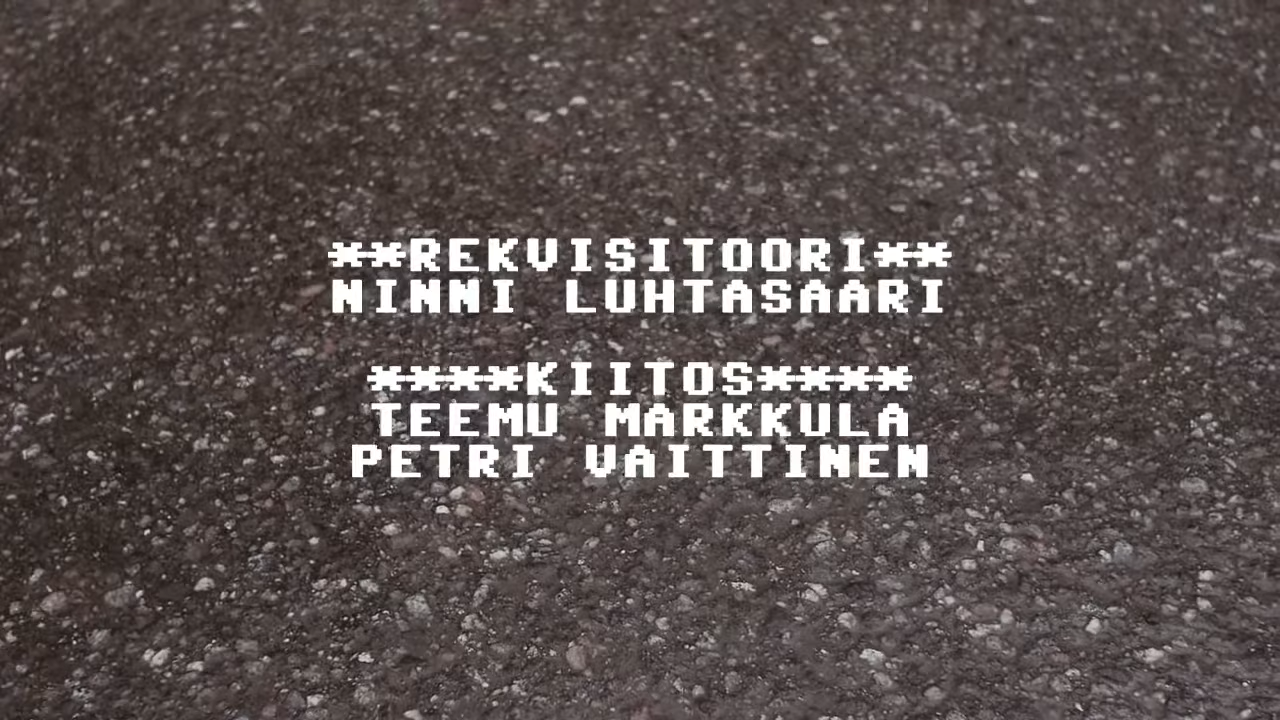 **REKVISITOORI**
NINNI LUHTASAARI
****KIITOS****
TEEMU MARKKULA
PETRI VAITTINEN